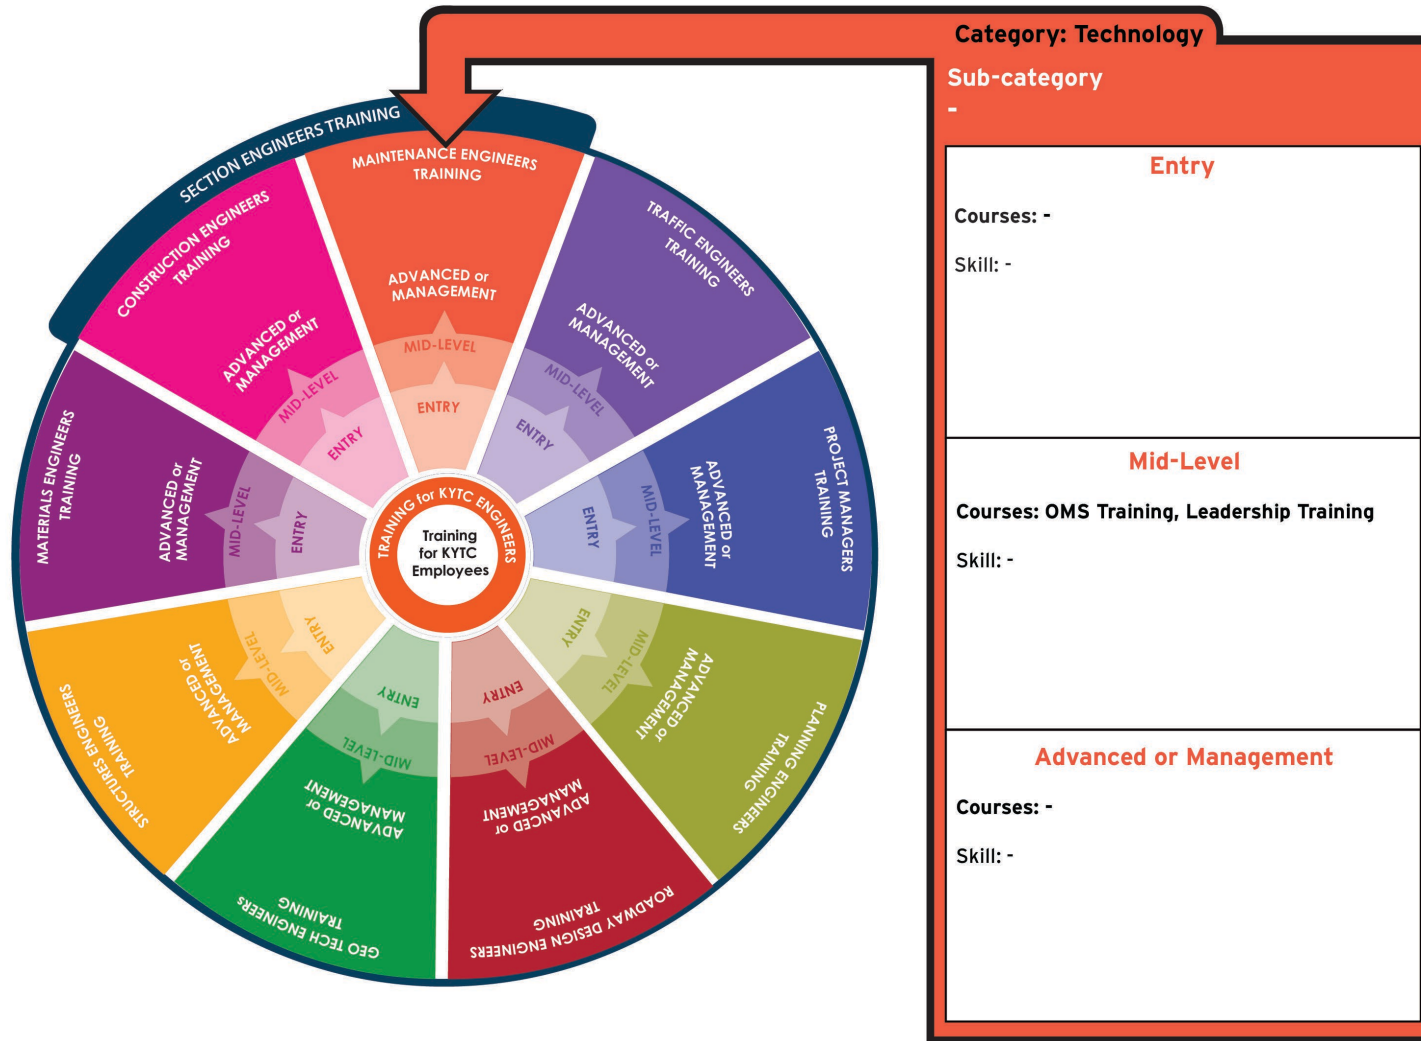 Category: Technology
Sub-category
-
Entry
Courses: -
Skill: -
Mid-Level
Courses: OMS Training, Leadership Training
Skill: -
Advanced or Management
Courses: -
Skill: -
SECTION ENGINEERS TRAINING
MAINTENANCE ENGINEERS
TRAINING
ADVANCED or
MANAGEMENT
MID-LEVEL
ENTRY
TRAFFIC ENGINEERS
TRAINING
ADVANCED or
MANAGEMENT
MID-LEVEL
ENTRY
PROJECT MANAGERS
TRAINING
ADVANCED or
MANAGEMENT
MID-LEVEL
ENTRY
PLANNING ENGINEERS
TRAINING
ADVANCED or
MANAGEMENT
MID-LEVEL
ENTRY
ROADWAY DESIGN ENGINEERS
TRAINING
ADVANCED or
MANAGEMENT
MID-LEVEL
ENTRY
GEO TECH ENGINEERs
TRAINING
ADVANCED or
MANAGEMENT
MID-LEVEL
ENTRY
STRUCTURES ENGINEERS
TRAINING
ADVANCED or
MANAGEMENT
MID-LEVEL
ENTRY
MATERIALS ENGINEERS
TRAINING
ADVANCED or
MANAGEMENT
MID-LEVEL
ENTRY
CONSTRUCTION ENGINEERS
TRAINING
ADVANCED or
MANAGEMENT
MID-LEVEL
ENTRY
TRAINING for KYTC ENGINEERS
Training
for KYTC
Employees